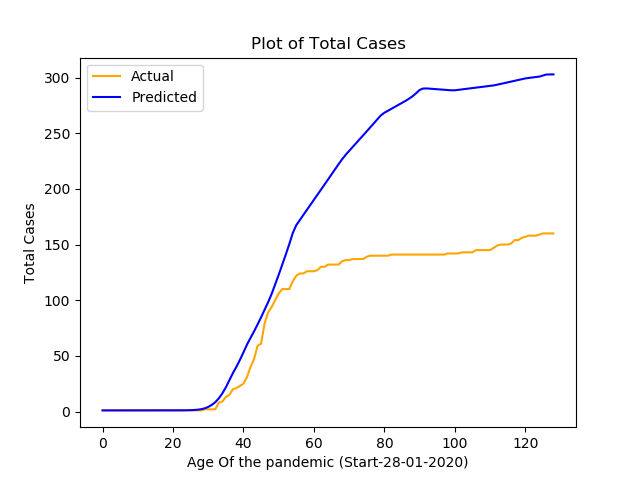 Plot of Total Cases
Actual
Predicted
300
250
200
150
100
50
0
Total Cases
0 20 40 60 80 100 120
Age Of the pandemic (Start-28-01-2020)